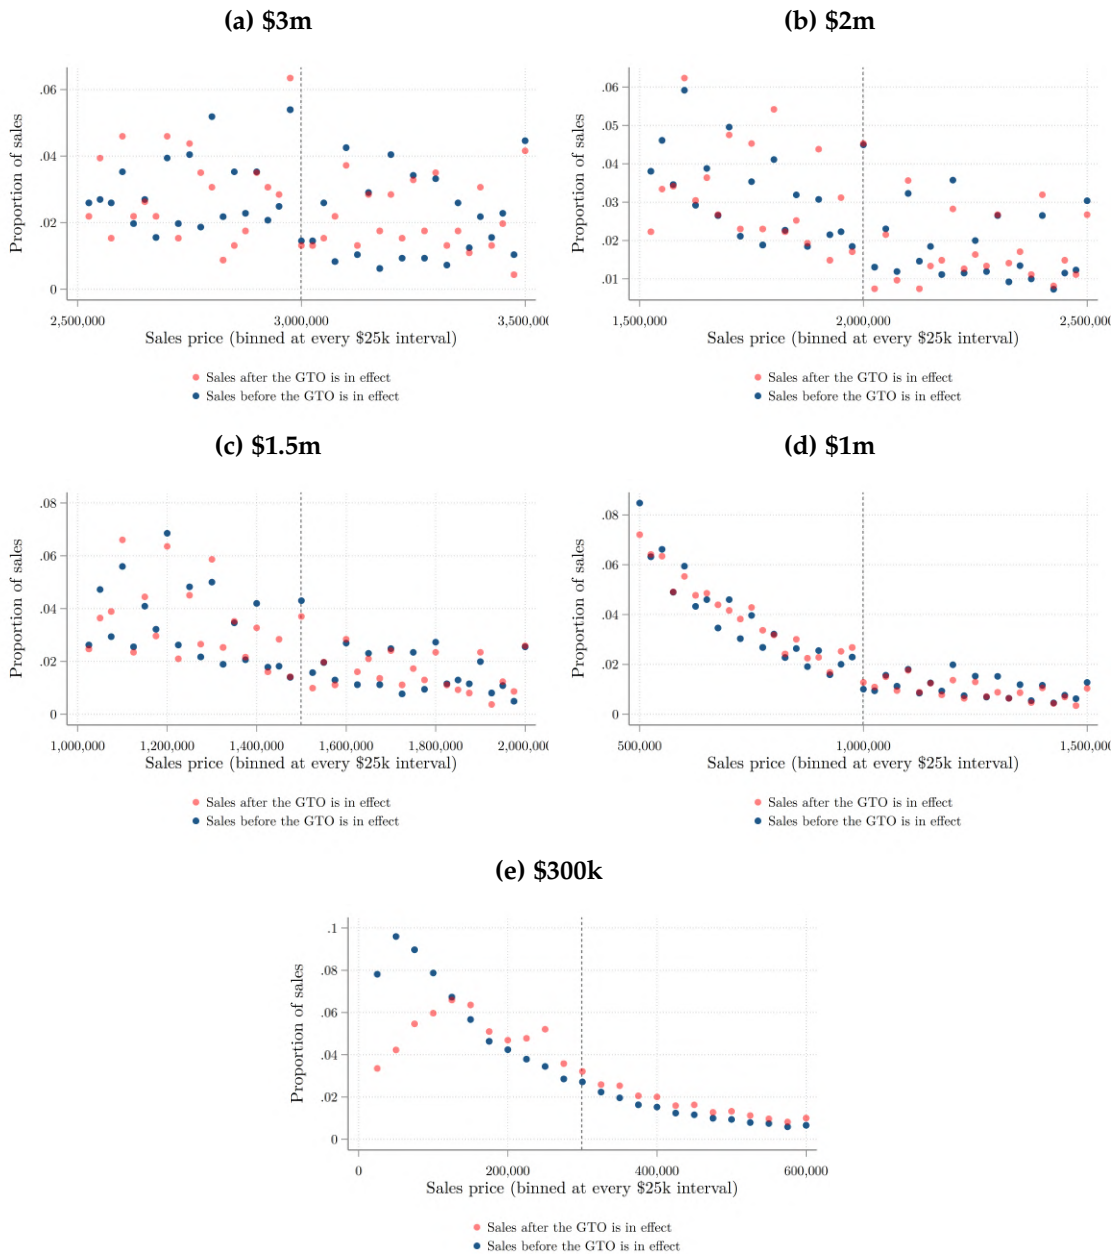 (a) $3m
.06
.04
.02
0
Proportion of sales
2,500,000
3,000,000
3,500,00
Sales price (binned at every $25k interval)
Sales after the GTO is in effect
Sales before the GTO is in effect
(b) $2m
.06
.05
.04
.03
.02
.01
Proportion of sales
1,500,000
2,000,000
2,500,00
Sales price (binned at every $25k interval)
Sales after the GTO is in effect
Sales before the GTO is in effect
(c) $1.5m
.08
.06
.04
.02
0
Proportion of sales
1,000,000
1,200,000
1,400,000
1,600,000
1,800,000
2,000,00
Sales price (binned at every $25k interval)
Sales after the GTO is in effect
Sales before the GTO is in effect
(d) $1m
.08
.06
.04
.02
0
Proportion of sales
500,000
1,000,000
1,500,00
Sales price (binned at every $25k interval)
Sales after the GTO is in effect
Sales before the GTO is in effect
(e) $300k
.1
.08
.06
.04
.02
0
Proportion of sales
0
200,000
400,000
600,000
Sales price (binned at every $25k interval)
Sales after the GTO is in effect
Sales before the GTO is in effect